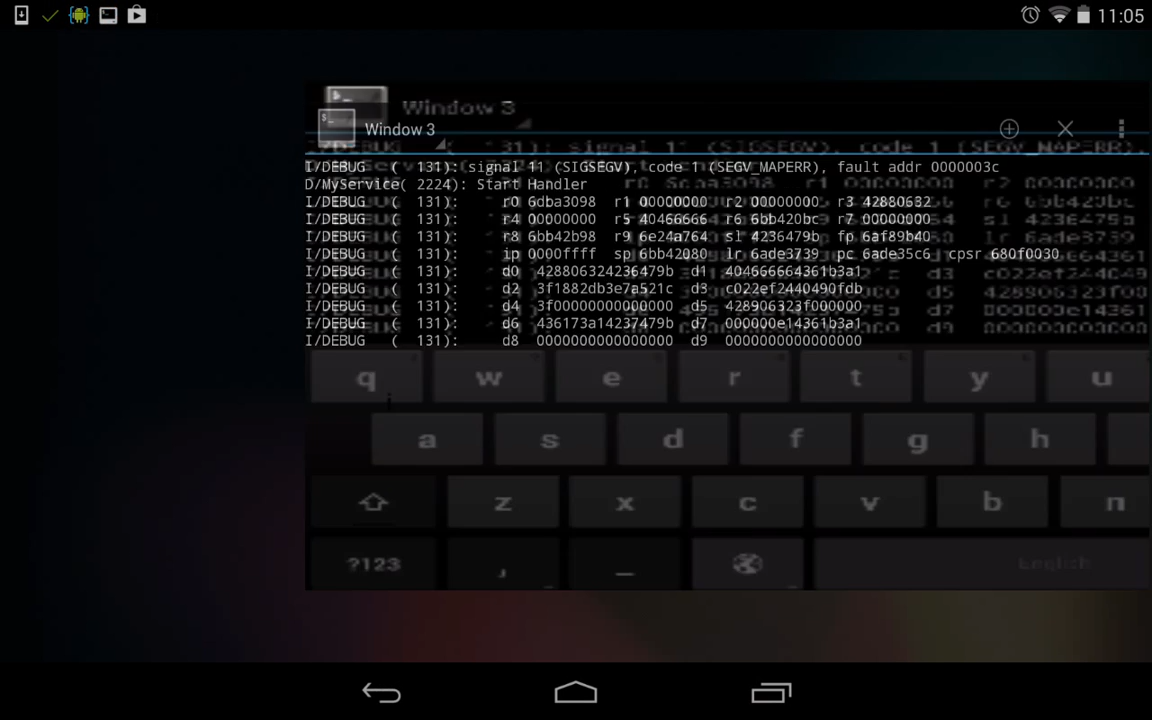 11:05
Window 3
Window 3
I/DEBUG ( 131): signal 11 (SIGSEGV), code 1 (SEGV_MAPERR), fault addr 0000003c
D/MyService( 2224): Start Handler
I/DEBUG ( 131): r0 6dba3098 r1 00000000 r2 00000000 r3 42880632
I/DEBUG ( 131): r4 00000000 r5 40466666 r6 6bb420bc r7 00000000
I/DEBUG ( 131): r8 6bb42b98 r9 6e24a764 sl 4236479b fp 6af89b40
I/DEBUG ( 131): ip 0000ffff sp 6bb42080 lr 6ade3739 pc 6ade35c6 cpsr 680f0030
I/DEBUG ( 131): d0 428806324236479b d1 404666664361b3a1
I/DEBUG ( 131): d2 3f1882db3e7a521c d3 c022ef2440490fdb
I/DEBUG ( 131): d4 3f00000000000000 d5 428906323f000000
I/DEBUG ( 131): d6 436173a14237479b d7 000000e14361b3a1
I/DEBUG ( 131): d8 0000000000000000 d9 0000000000000000
q w e r t y u
a s d f g h
z x c v b n
?123 , _ English